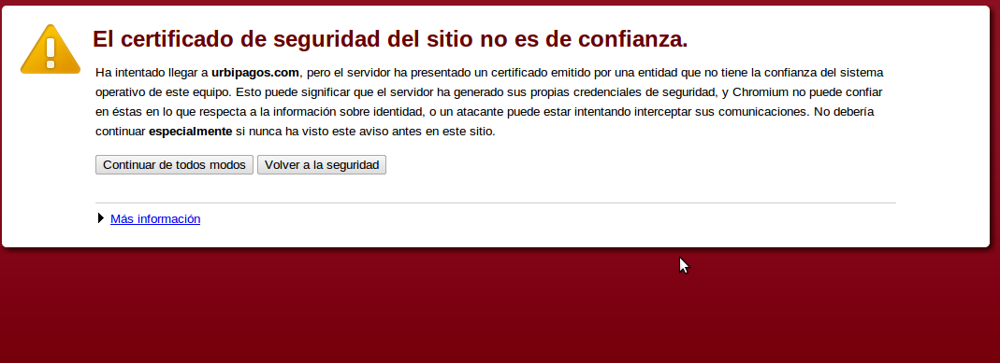 El certificado de seguridad del sitio no es de confianza.
Ha intentado llegar a urbipagos.com, pero el servidor ha presentado un certificado emitido por una entidad que no tiene la confianza del sistema
operativo de este equipo. Esto puede significar que el servidor ha generado sus propias credenciales de seguridad, y Chromium no puede confiar
en éstas en lo que respecta a la información sobre identidad, o un atacante puede estar intentando interceptar sus comunicaciones. No debería
continuar especialmente si nunca ha visto este aviso antes en este sitio.
Continuar de todos modos Volver a la seguridad
Más información